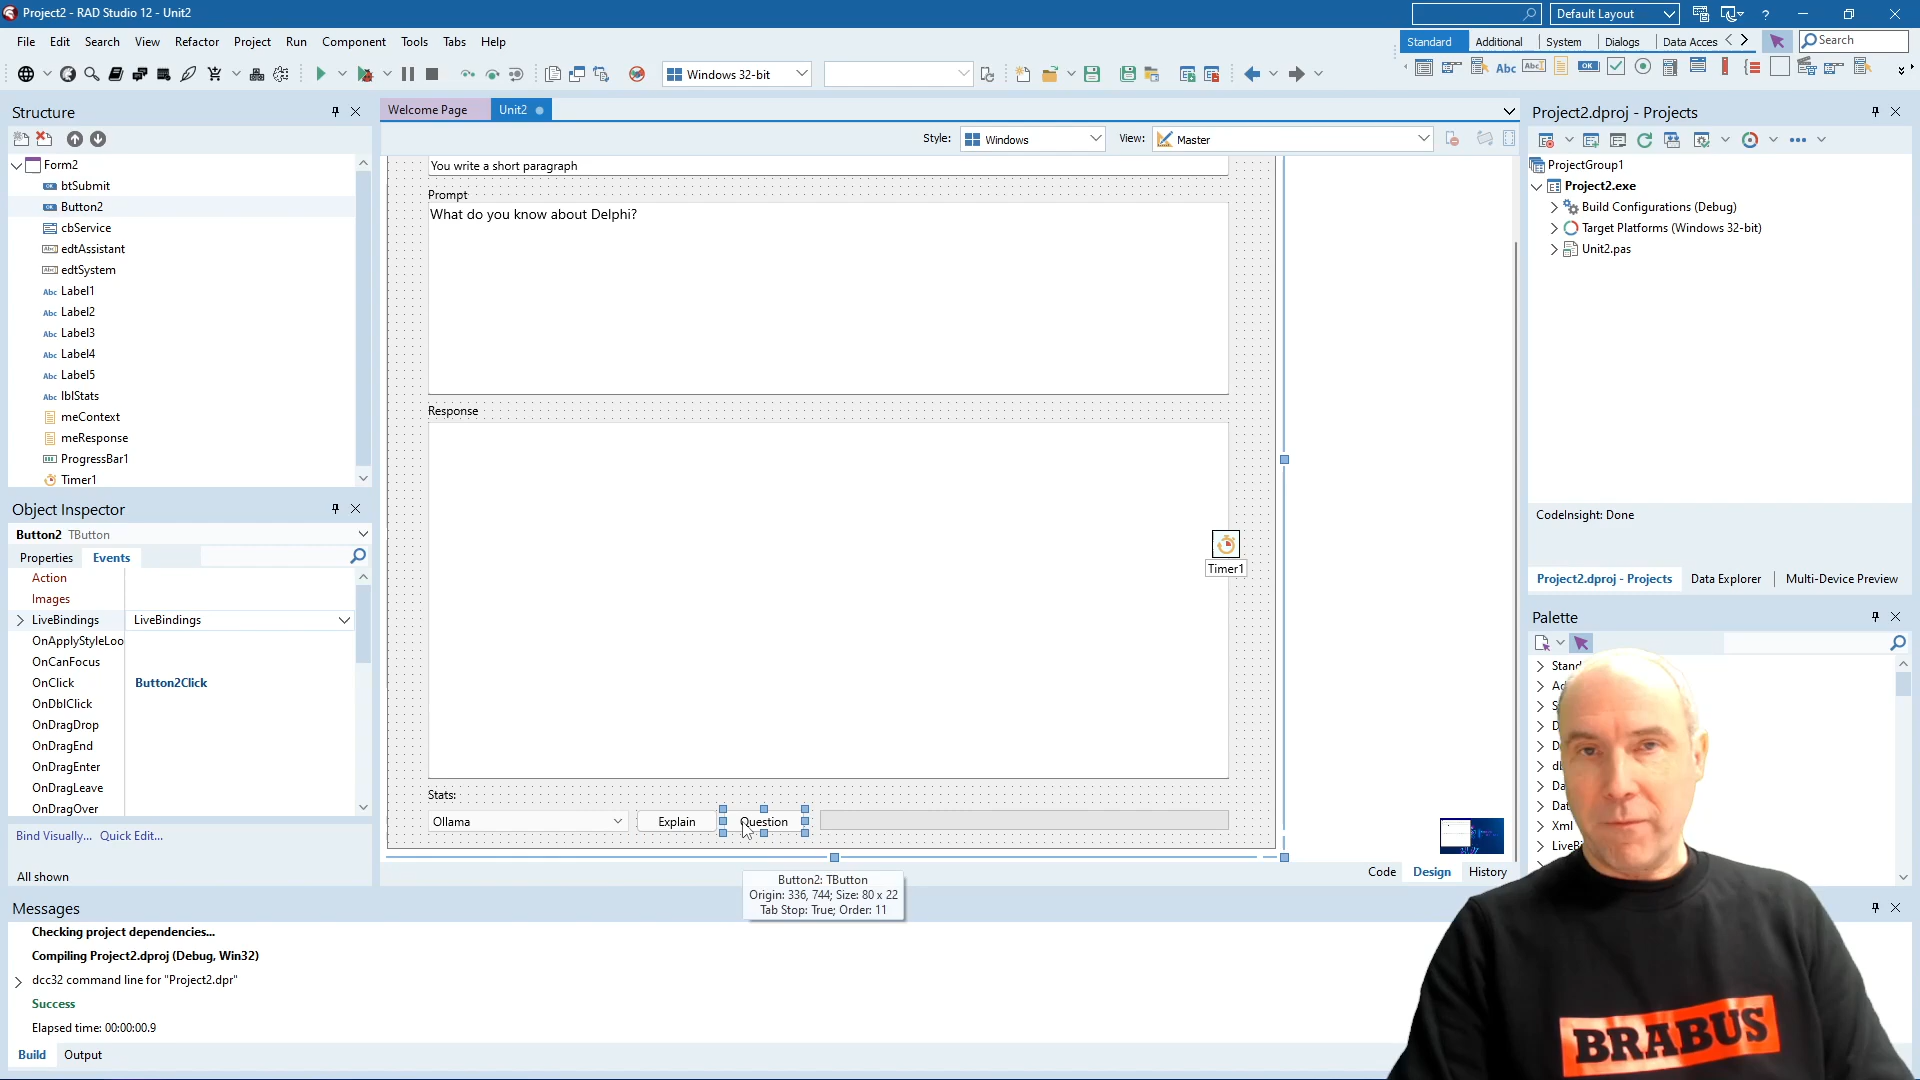 Project2 - RAD Studio 12 - Unit2
Default Layout
?
File Edit Search View Refactor Project Run Component Tools Tabs Help
Standard Additional System Dialogs Data Acces
Search
Windows 32-bit
Structure
Form2
btSubmit
Button2
cbService
edtAssistant
edtSystem
Label1
Label2
Label3
Label4
Label5
lblStats
meContext
meResponse
ProgressBar1
Timer1
Object Inspector
Button2 TButton
Properties Events
Action
Images
LiveBindings LiveBindings
OnApplyStyleLoo
OnCanFocus
OnClick Button2Click
OnDblClick
OnDragDrop
OnDragEnd
OnDragEnter
OnDragLeave
OnDragOver
Bind Visually... Quick Edit...
All shown
Welcome Page Unit2
Style: Windows View: Master
You write a short paragraph
Prompt
What do you know about Delphi?
Response
Timer1
Stats:
Ollama Explain Question
Button2: TButton
Origin: 336, 744; Size: 80 x 22
Tab Stop: True; Order: 11
Code Design History
Project2.dproj - Projects
ProjectGroup1
Project2.exe
Build Configurations (Debug)
Target Platforms (Windows 32-bit)
Unit2.pas
CodeInsight: Done
Project2.dproj - Projects Data Explorer Multi-Device Preview
Palette
Stand
Ad
S
D
D
db
Da
Dat
Xml
LiveB
Messages
Checking project dependencies...
Compiling Project2.dproj (Debug, Win32)
dcc32 command line for "Project2.dpr"
Success
Elapsed time: 00:00:00.9
Build Output
BRABUS